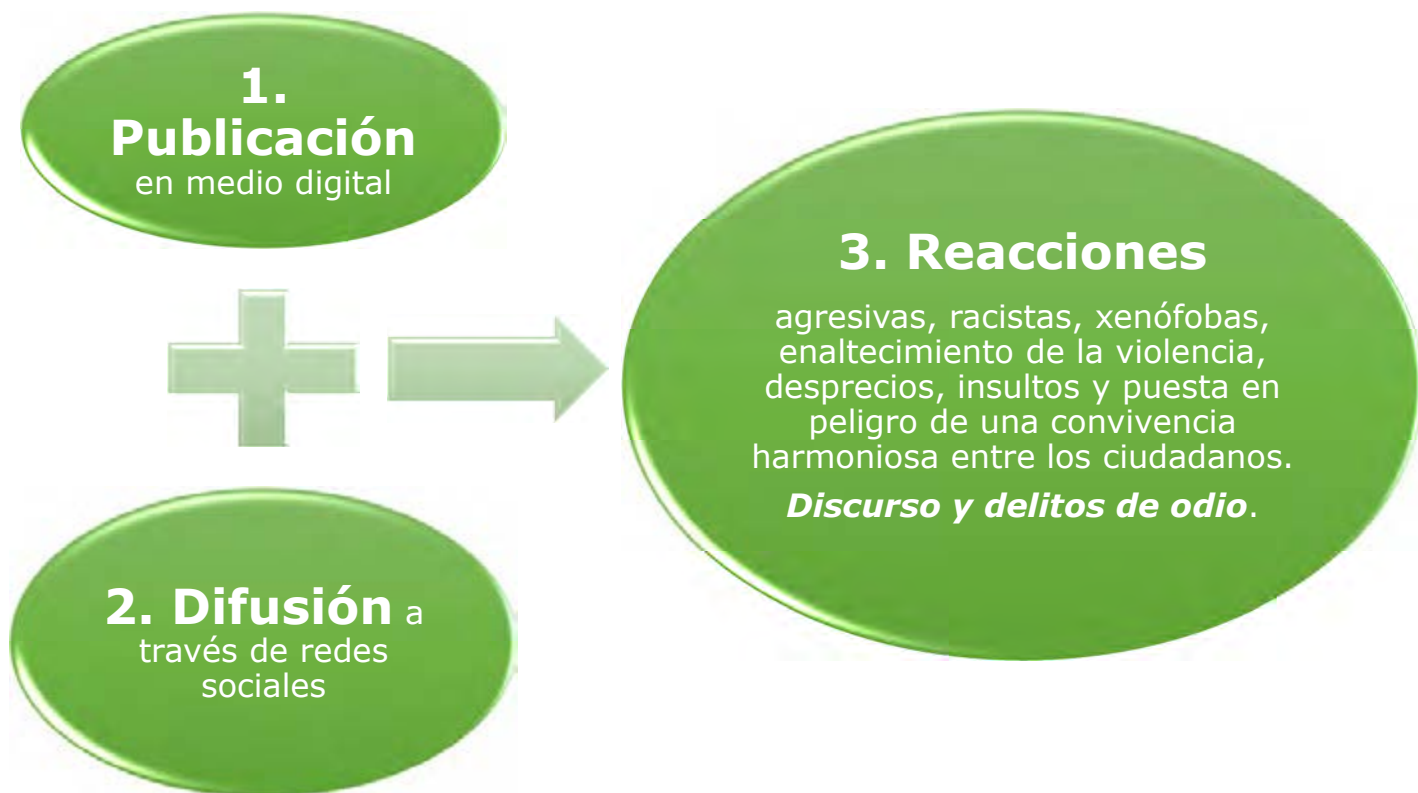 1.
Publicación
en medio digital
2. Difusión a
través de redes
sociales
3. Reacciones
agresivas, racistas, xenófobas,
enaltecimiento de la violencia,
desprecios, insultos y puesta en
peligro de una convivencia
harmoniosa entre los ciudadanos.
Discurso y delitos de odio.